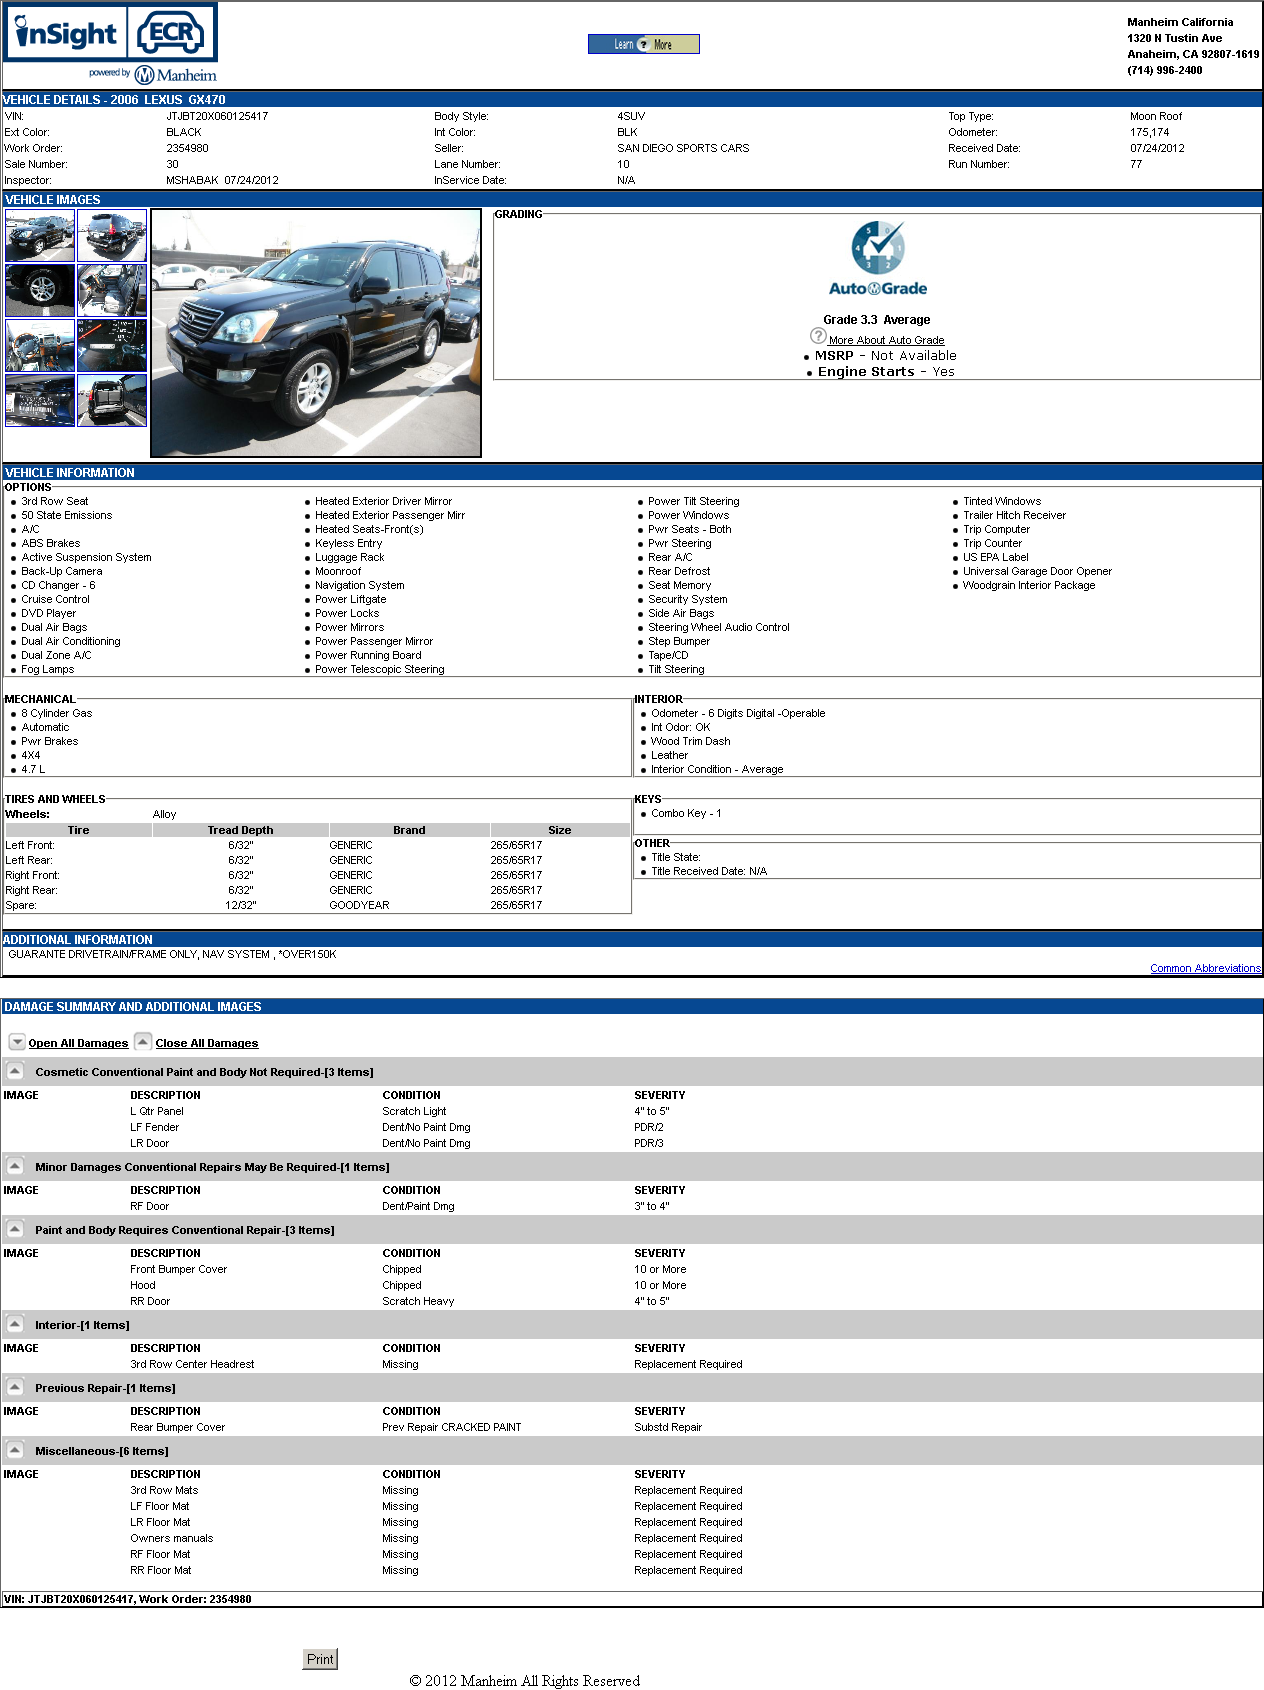 inSight ECR
powered by Manheim
Learn ? More
Manheim California
1320 N Tustin Ave
Anaheim, CA 92807-1619
(714) 996-2400
VEHICLE DETAILS - 2006 LEXUS GX470
VIN: JTJBT20X060125417 Body Style: 4SUV Top Type: Moon Roof
Ext Color: BLACK Int Color: BLK Odometer: 175,174
Work Order: 2354980 Seller: SAN DIEGO SPORTS CARS Received Date: 07/24/2012
Sale Number: 30 Lane Number: 10 Run Number: 77
Inspector: MSHABAK 07/24/2012 InService Date: N/A
VEHICLE IMAGES
GRADING
5 0 1 4 3 2
AutoGrade
Grade 3.3 Average
? More About Auto Grade
• MSRP - Not Available
• Engine Starts - Yes
VEHICLE INFORMATION
OPTIONS
• 3rd Row Seat • Heated Exterior Driver Mirror • Power Tilt Steering • Tinted Windows
• 50 State Emissions • Heated Exterior Passenger Mirr • Power Windows • Trailer Hitch Receiver
• A/C • Heated Seats-Front(s) • Pwr Seats - Both • Trip Computer
• ABS Brakes • Keyless Entry • Pwr Steering • Trip Counter
• Active Suspension System • Luggage Rack • Rear A/C • US EPA Label
• Back-Up Camera • Moonroof • Rear Defrost • Universal Garage Door Opener
• CD Changer - 6 • Navigation System • Seat Memory • Woodgrain Interior Package
• Cruise Control • Power Liftgate • Security System
• DVD Player • Power Locks • Side Air Bags
• Dual Air Bags • Power Mirrors • Steering Wheel Audio Control
• Dual Air Conditioning • Power Passenger Mirror • Step Bumper
• Dual Zone A/C • Power Running Board • Tape/CD
• Fog Lamps • Power Telescopic Steering • Tilt Steering
MECHANICAL
• 8 Cylinder Gas
• Automatic
• Pwr Brakes
• 4X4
• 4.7 L
INTERIOR
• Odometer - 6 Digits Digital -Operable
• Int Odor: OK
• Wood Trim Dash
• Leather
• Interior Condition - Average
TIRES AND WHEELS
Wheels: Alloy
Tire Tread Depth Brand Size
Left Front: 6/32" GENERIC 265/65R17
Left Rear: 6/32" GENERIC 265/65R17
Right Front: 6/32" GENERIC 265/65R17
Right Rear: 6/32" GENERIC 265/65R17
Spare: 12/32" GOODYEAR 265/65R17
KEYS
• Combo Key - 1
OTHER
• Title State:
• Title Received Date: N/A
ADDITIONAL INFORMATION
GUARANTE DRIVETRAIN/FRAME ONLY, NAV SYSTEM , *OVER150K
Common Abbreviations
DAMAGE SUMMARY AND ADDITIONAL IMAGES
Open All Damages Close All Damages
Cosmetic Conventional Paint and Body Not Required-[3 Items]
IMAGE DESCRIPTION CONDITION SEVERITY
L Qtr Panel Scratch Light 4" to 5"
LF Fender Dent/No Paint Dmg PDR/2
LR Door Dent/No Paint Dmg PDR/3
Minor Damages Conventional Repairs May Be Required-[1 Items]
IMAGE DESCRIPTION CONDITION SEVERITY
RF Door Dent/Paint Dmg 3" to 4"
Paint and Body Requires Conventional Repair-[3 Items]
IMAGE DESCRIPTION CONDITION SEVERITY
Front Bumper Cover Chipped 10 or More
Hood Chipped 10 or More
RR Door Scratch Heavy 4" to 5"
Interior-[1 Items]
IMAGE DESCRIPTION CONDITION SEVERITY
3rd Row Center Headrest Missing Replacement Required
Previous Repair-[1 Items]
IMAGE DESCRIPTION CONDITION SEVERITY
Rear Bumper Cover Prev Repair CRACKED PAINT Substd Repair
Miscellaneous-[6 Items]
IMAGE DESCRIPTION CONDITION SEVERITY
3rd Row Mats Missing Replacement Required
LF Floor Mat Missing Replacement Required
LR Floor Mat Missing Replacement Required
Owners manuals Missing Replacement Required
RF Floor Mat Missing Replacement Required
RR Floor Mat Missing Replacement Required
VIN: JTJBT20X060125417, Work Order: 2354980
Print
© 2012 Manheim All Rights Reserved